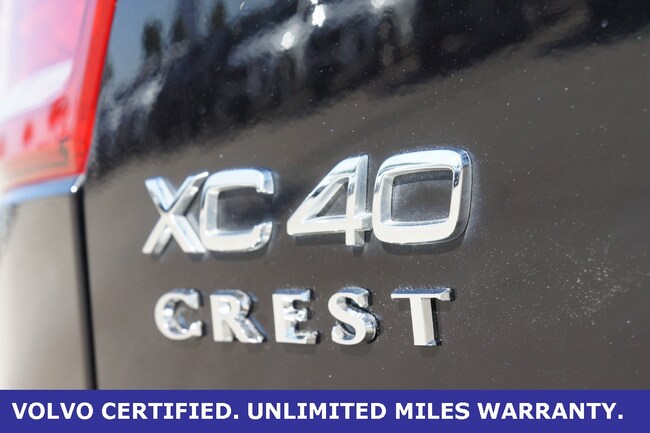 XC40
CREST
VOLVO CERTIFIED. UNLIMITED MILES WARRANTY.